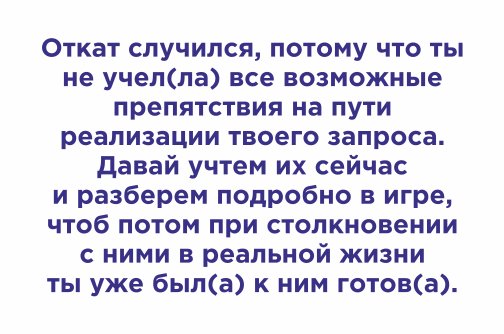 Откат случился, потому что ты
не учел(ла) все возможные
препятствия на пути
реализации твоего запроса.
Давай учтем их сейчас
и разберем подробно в игре,
чтоб потом при столкновении
с ними в реальной жизни
ты уже был(а) к ним готов(а).